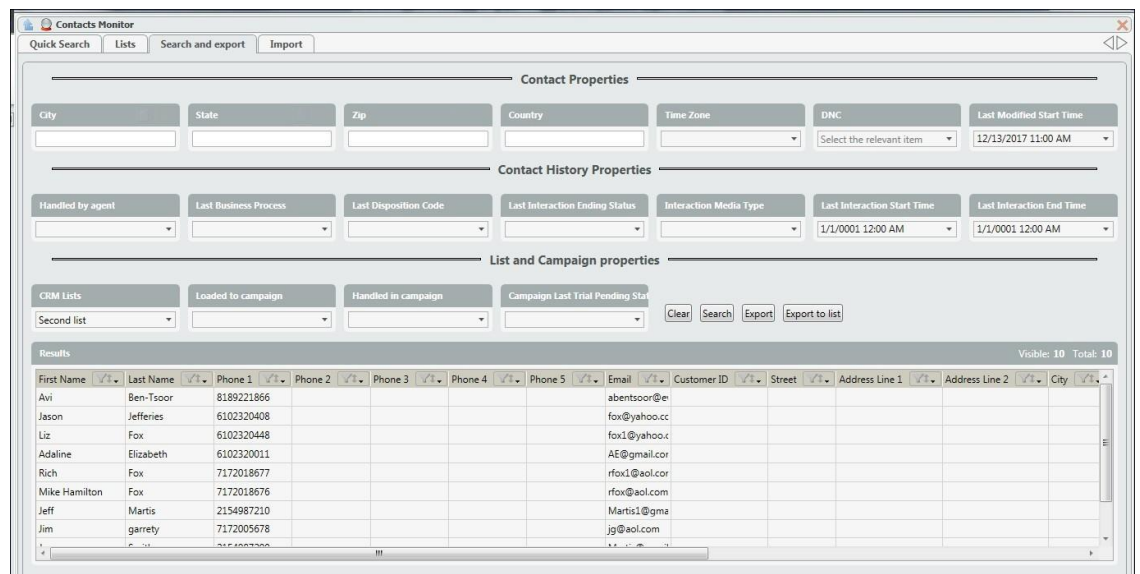 Contacts Monitor
Quick Search Lists Search and export Import
Contact Properties
City State Zip Country Time Zone DNC Last Modified Start Time
Select the relevant item 12/13/2017 11:00 AM
Contact History Properties
Handled by agent Last Business Process Last Disposition Code Last Interaction Ending Status Interaction Media Type Last Interaction Start Time Last Interaction End Time
1/1/0001 12:00 AM 1/1/0001 12:00 AM
List and Campaign properties
CRM Lists Loaded to campaign Handled in campaign Campaign Last Trial Pending Stat
Second list Clear Search Export Export to list
Results Visible: 10 Total: 10
First Name Last Name Phone 1 Phone 2 Phone 3 Phone 4 Phone 5 Email Customer ID Street Address Line 1 Address Line 2 City
Avi Ben-Tsoor 8189221866 abentsoor@e
Jason Jefferies 6102320408 fox@yahoo.cc
Liz Fox 6102320448 fox1@yahoo.c
Adaline Elizabeth 6102320011 AE@gmail.cor
Rich Fox 7172018677 rfox1@aol.cor
Mike Hamilton Fox 7172018676 rfox@aol.com
Jeff Martis 2154987210 Martis1@gma
Jim garrety 7172005678 jg@aol.com